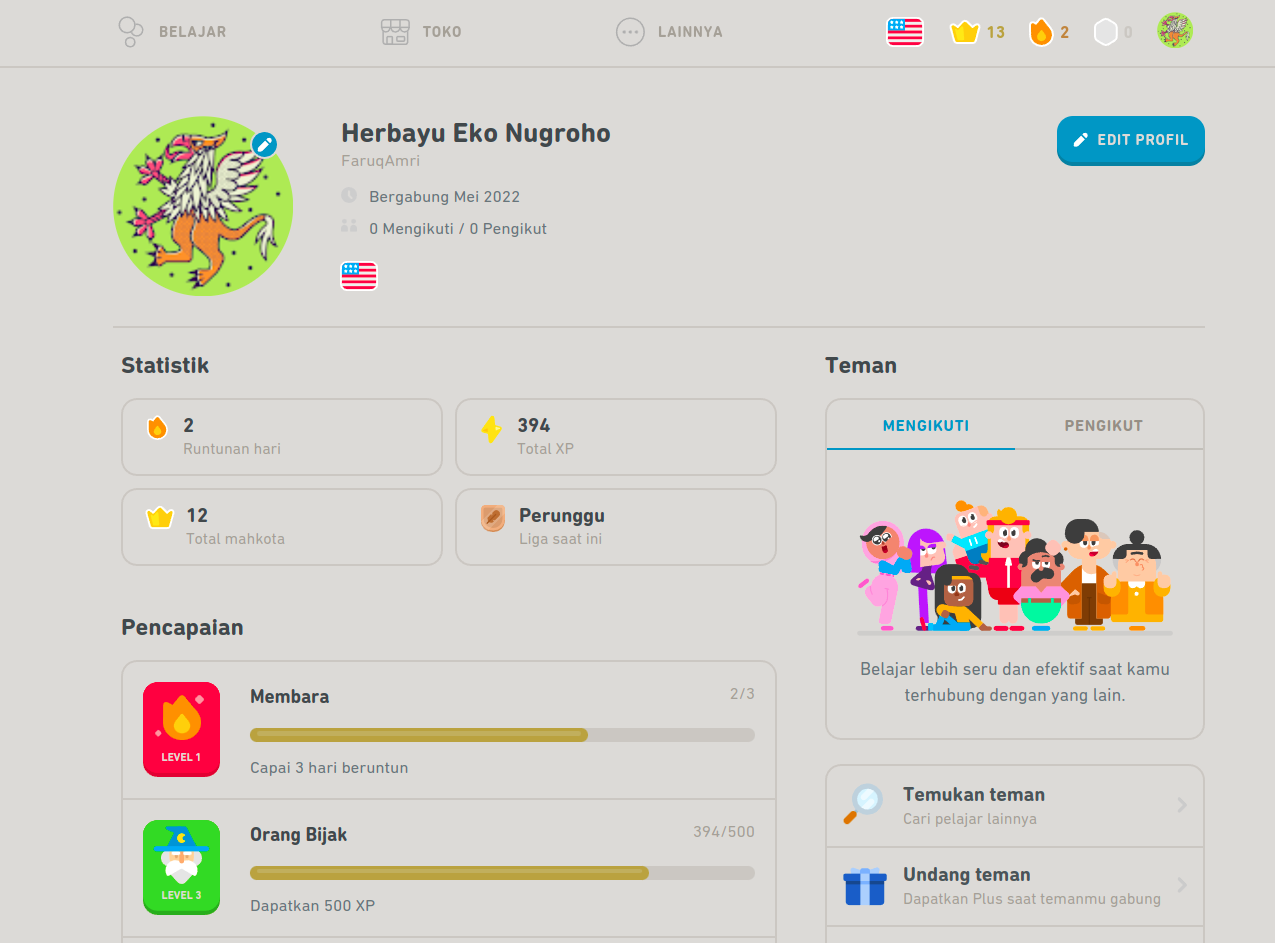 BELAJAR
TOKO
LAINNYA
13
2
0
Herbayu Eko Nugroho
FaruqAmri
Bergabung Mei 2022
0 Mengikuti / 0 Pengikut
EDIT PROFIL
Statistik
2
Runtunan hari
394
Total XP
12
Total mahkota
Perunggu
Liga saat ini
Pencapaian
LEVEL 1
Membara
2/3
Capai 3 hari beruntun
LEVEL 3
Orang Bijak
394/500
Dapatkan 500 XP
Teman
MENGIKUTI
PENGIKUT
Belajar lebih seru dan efektif saat kamu
terhubung dengan yang lain.
Temukan teman
Cari pelajar lainnya
Undang teman
Dapatkan Plus saat temanmu gabung